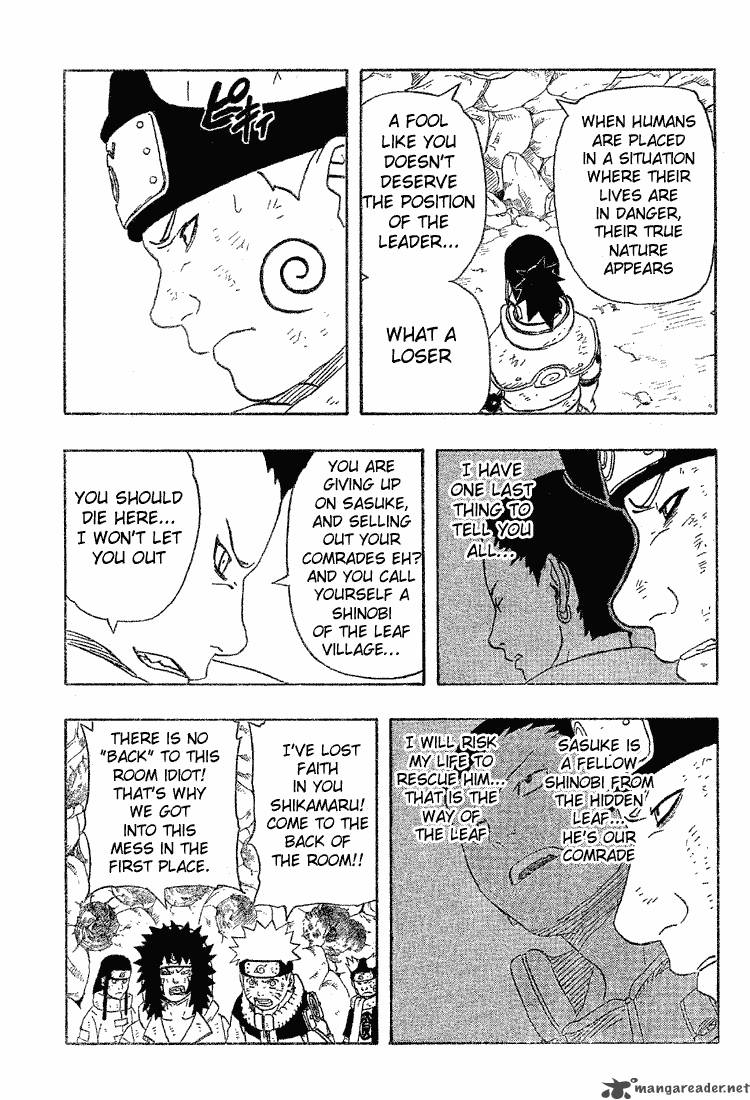 WHEN HUMANS
ARE PLACED
IN A SITUATION
WHERE THEIR
LIVES ARE
IN DANGER,
THEIR TRUE
NATURE
APPEARS
A FOOL
LIKE YOU
DOESN'T
DESERVE
THE POSITION
OF THE
LEADER...
WHAT A
LOSER
ピキィ
I HAVE
ONE LAST
THING TO
TELL YOU
ALL...
YOU ARE
GIVING UP
ON SASUKE,
AND SELLING
OUT YOUR
COMRADES EH?
AND YOU CALL
YOURSELF A
SHINOBI
OF THE LEAF
VILLAGE...
YOU SHOULD
DIE HERE...
I WON'T LET
YOU OUT
SASUKE IS
A FELLOW
SHINOBI FROM
THE HIDDEN
LEAF...
HE'S OUR
COMRADE
I WILL RISK
MY LIFE TO
RESCUE HIM...
THAT IS THE
WAY OF
THE LEAF
I'VE LOST
FAITH
IN YOU
SHIKAMARU!
COME TO THE
BACK OF
THE ROOM!!
THERE IS NO
"BACK" TO THIS
ROOM IDIOT!
THAT'S WHY
WE GOT
INTO THIS
MESS IN THE
FIRST PLACE.
mangareader.net